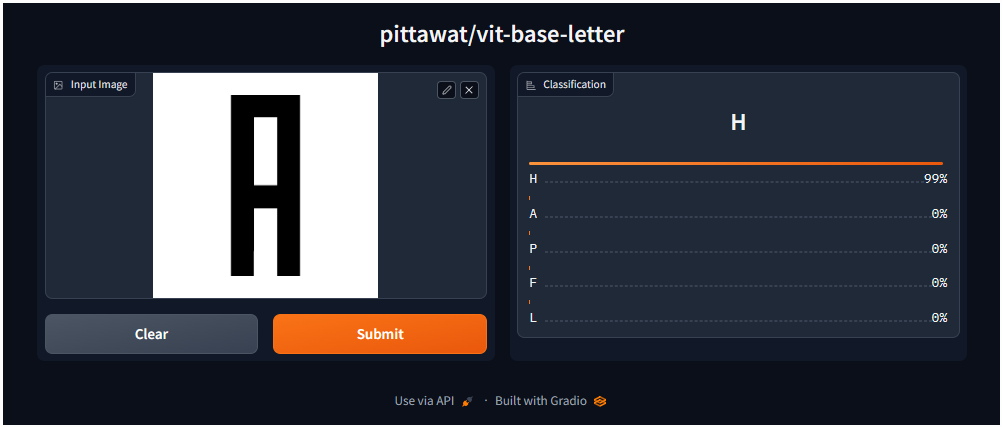 pittawat/vit-base-letter
Input Image
A
Clear
Submit
Classification
H
H 99%
A 0%
P 0%
F 0%
L 0%
Use via API · Built with Gradio